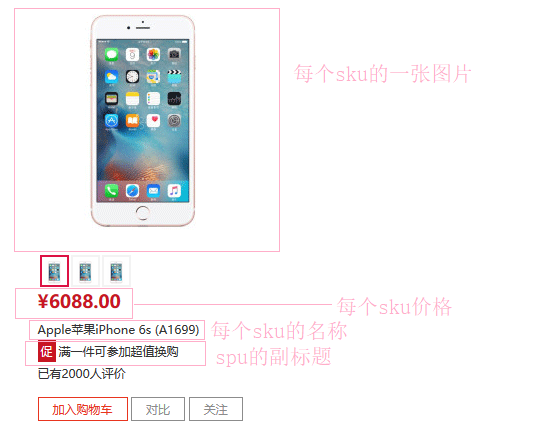 每个sku的一张图片
¥6088.00
每个sku价格
Apple苹果iPhone 6s (A1699)
每个sku的名称
促 满一件可参加超值换购
spu的副标题
已有2000人评价
加入购物车 对比 关注